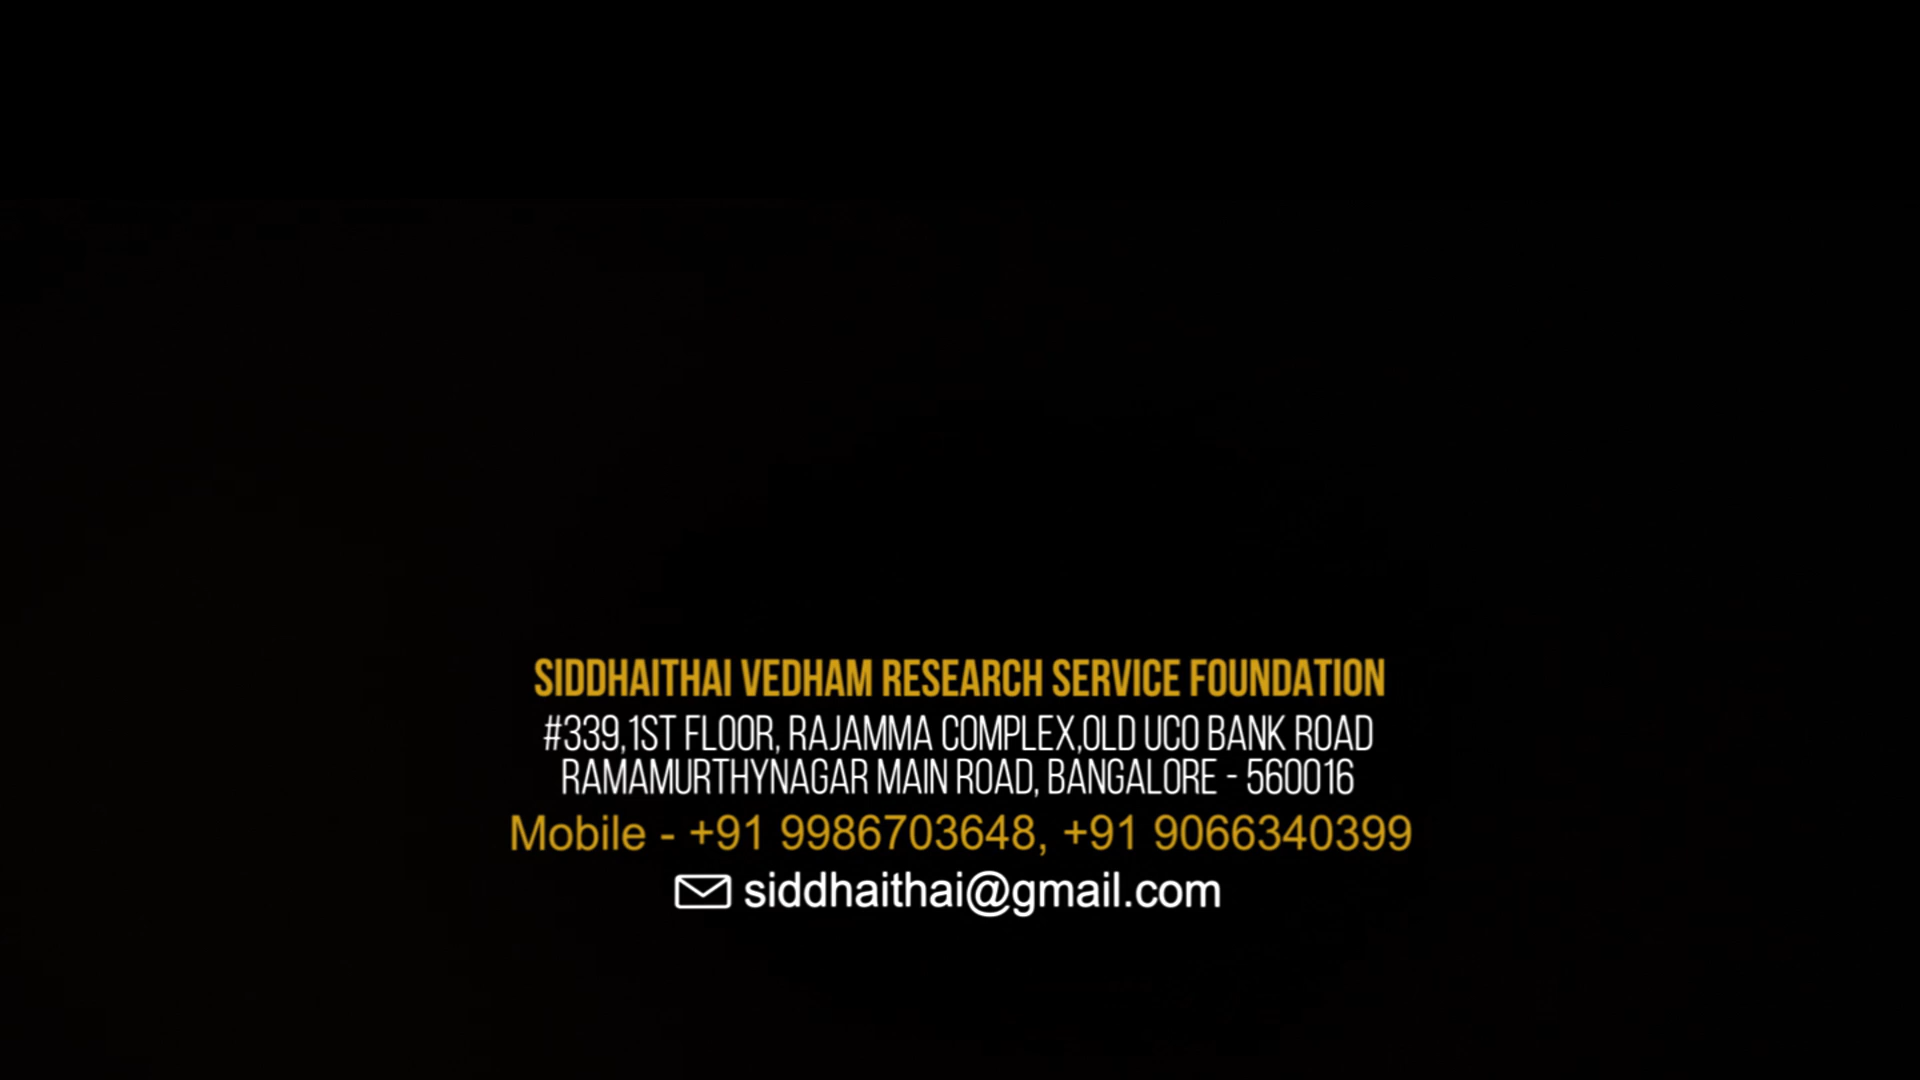 SIDDHAITHAI VEDHAM RESEARCH SERVICE FOUNDATION
#339,1ST FLOOR, RAJAMMA COMPLEX,OLD UCO BANK ROAD
RAMAMURTHYNAGAR MAIN ROAD, BANGALORE - 560016
Mobile - +91 9986703648, +91 9066340399
siddhaithai@gmail.com